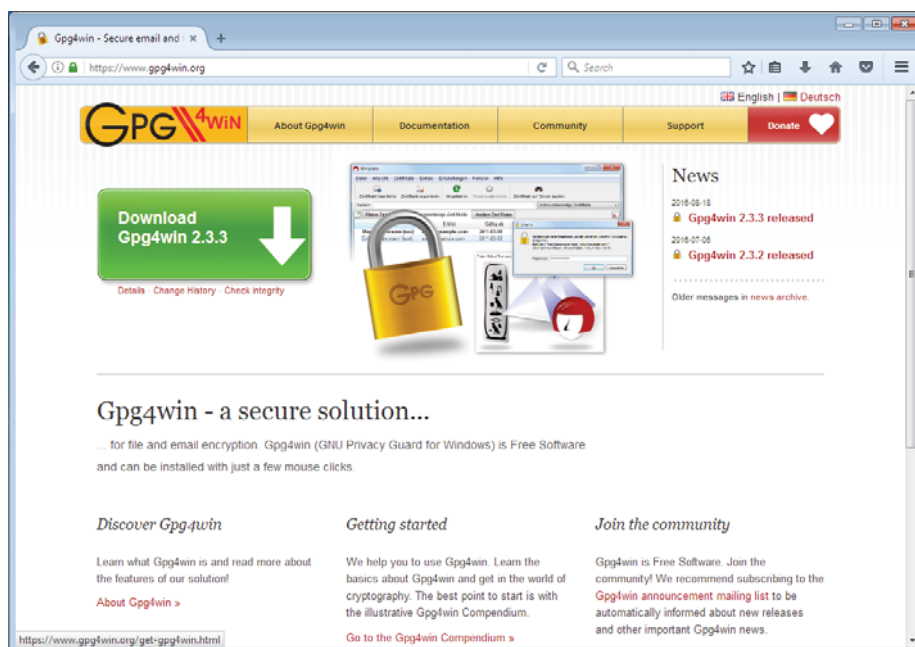 Gpg4win - Secure email and
https://www.gpg4win.org
Search
English | Deutsch
GPG4WIN
About Gpg4win
Documentation
Community
Support
Donate
Download
Gpg4win 2.3.3
Details · Change History · Check integrity
GPG
News
2016-08-18
Gpg4win 2.3.3 released
2016-07-06
Gpg4win 2.3.2 released
Older messages in news archive.
Gpg4win - a secure solution...
... for file and email encryption. Gpg4win (GNU Privacy Guard for Windows) is Free Software
and can be installed with just a few mouse clicks.
Discover Gpg4win
Learn what Gpg4win is and read more about
the features of our solution!
About Gpg4win »
Getting started
We help you to use Gpg4win. Learn the
basics about Gpg4win and get in the world of
cryptography. The best point to start is with
the illustrative Gpg4win Compendium.
Go to the Gpg4win Compendium »
Join the community
Gpg4win is Free Software. Join the
community! We recommend subscribing to the
Gpg4win announcement mailing list to be
automatically informed about new releases
and other important Gpg4win news.
https://www.gpg4win.org/get-gpg4win.html